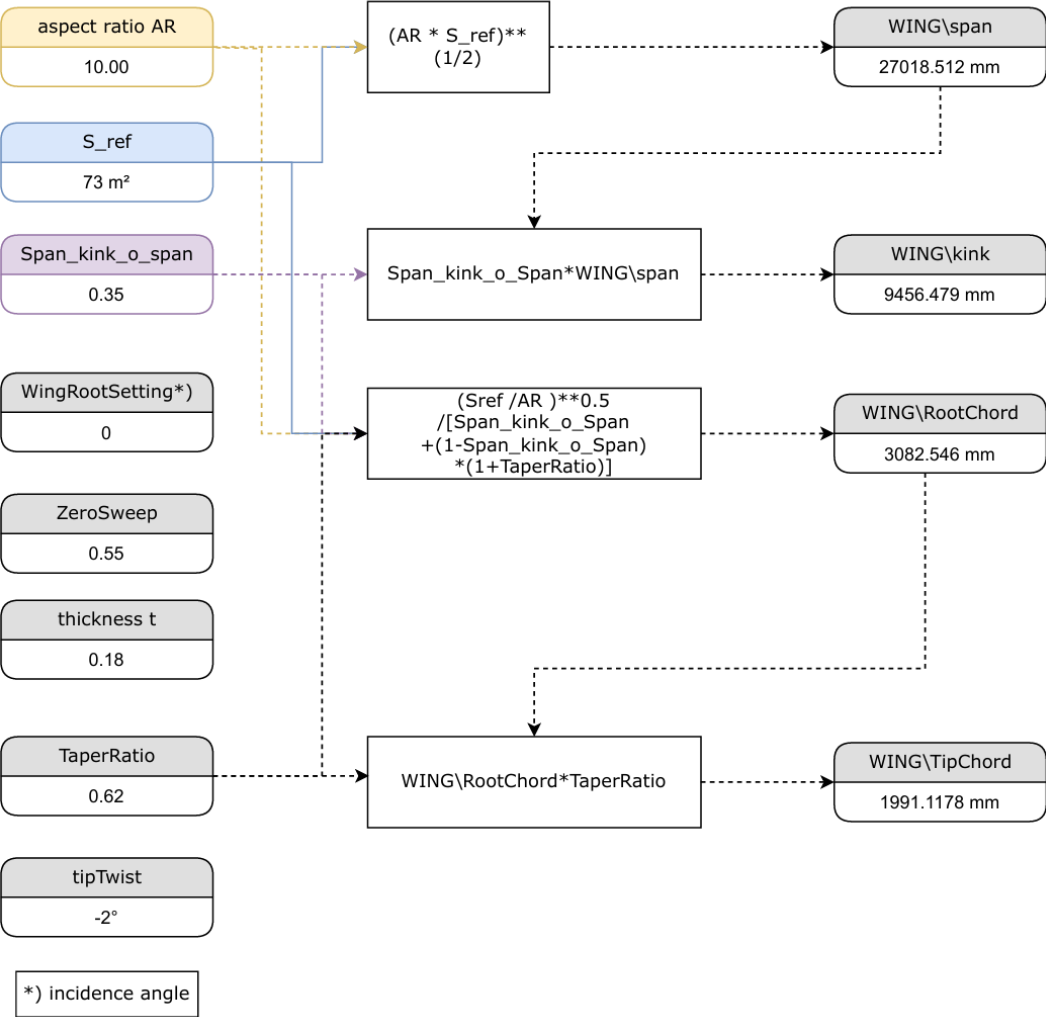 aspect ratio AR
10.00
(AR * S_ref)**
(1/2)
WING\span
27018.512 mm
S_ref
73 m²
Span_kink_o_span
0.35
Span_kink_o_Span*WING\span
WING\kink
9456.479 mm
WingRootSetting*)
0
(Sref /AR )**0.5
/[Span_kink_o_Span
+(1-Span_kink_o_Span)
*(1+TaperRatio)]
WING\RootChord
3082.546 mm
ZeroSweep
0.55
thickness t
0.18
TaperRatio
0.62
WING\RootChord*TaperRatio
WING\TipChord
1991.1178 mm
tipTwist
-2°
*) incidence angle